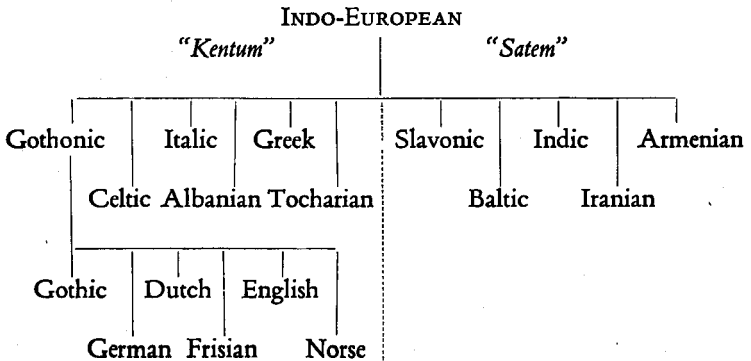 INDO-EUROPEAN
"Kentum" "Satem"
Gothonic Italic Greek Slavonic Indic Armenian
Celtic Albanian Tocharian Baltic Iranian
Gothic Dutch English
German Frisian Norse